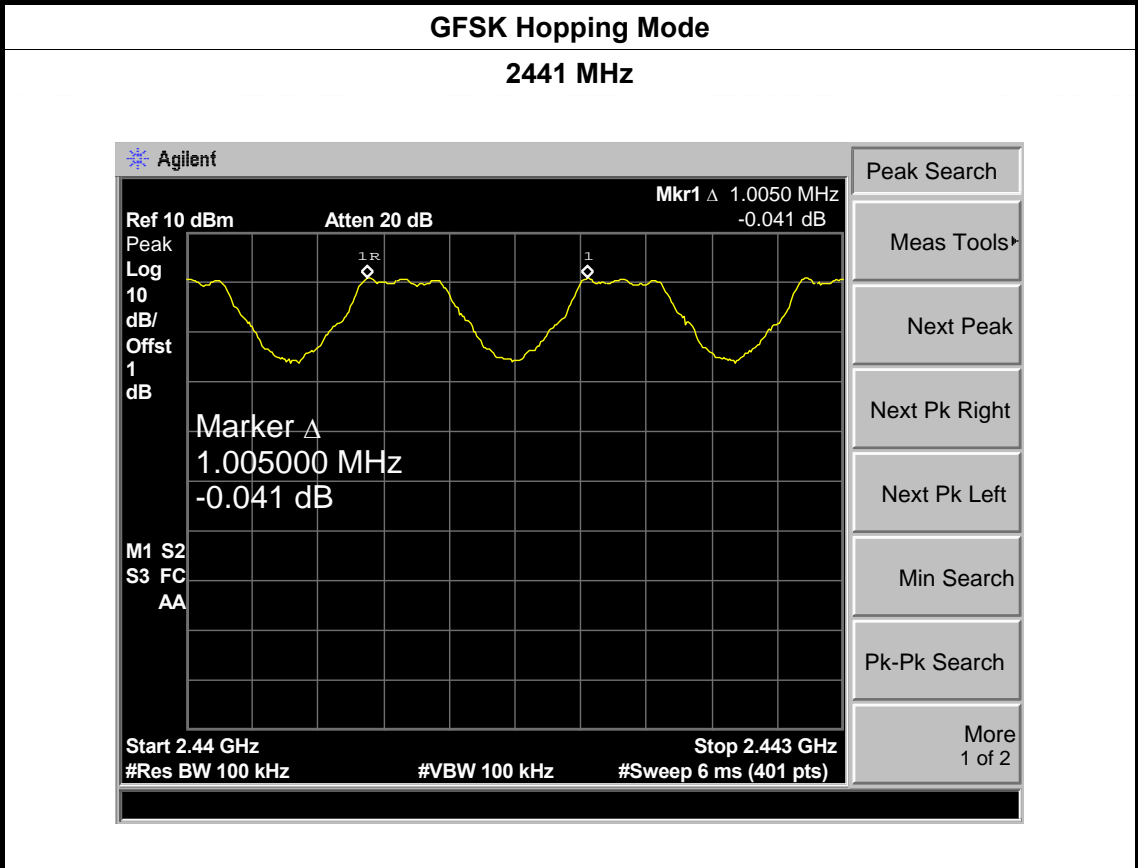 GFSK Hopping Mode
2441 MHz
Agilent
Peak Search
Mkr1 Δ 1.0050 MHz
Ref 10 dBm Atten 20 dB -0.041 dB
Peak
Log
10
dB/
Offst
1
dB
1R
1
Marker Δ
1.005000 MHz
-0.041 dB
M1 S2
S3 FC
AA
Start 2.44 GHz Stop 2.443 GHz
#Res BW 100 kHz #VBW 100 kHz #Sweep 6 ms (401 pts)
Meas Tools
Next Peak
Next Pk Right
Next Pk Left
Min Search
Pk-Pk Search
More
1 of 2